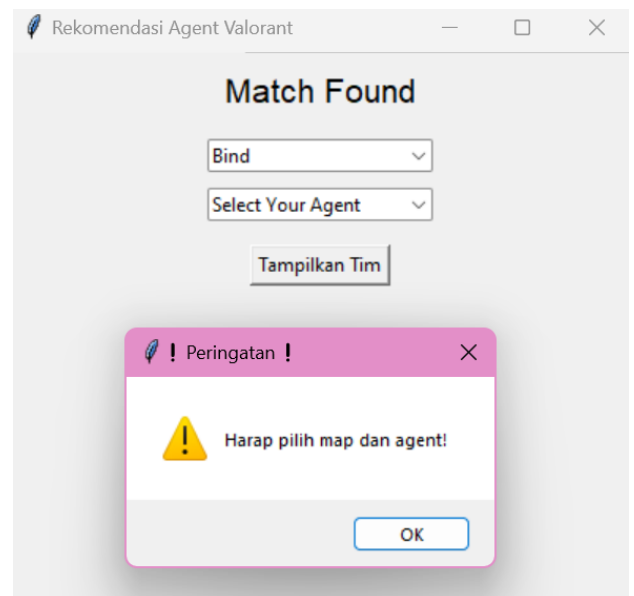 Rekomendasi Agent Valorant
Match Found
Bind
Select Your Agent
Tampilkan Tim
❗ Peringatan ❗
Harap pilih map dan agent!
OK